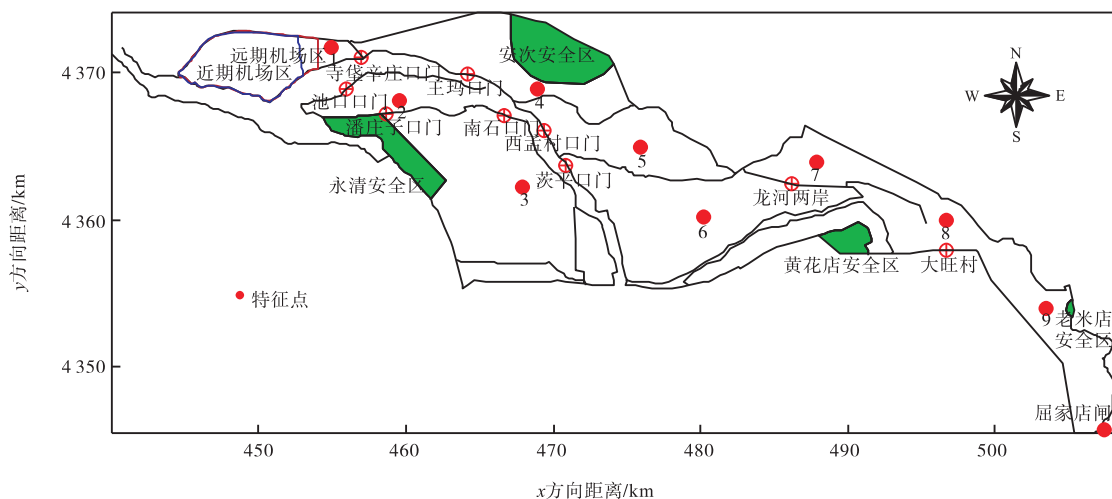 安次安全区
远期机场区
1
近期机场区
寺垡辛庄口门
王玛口门
N
W
E
S
4 370
池口口门
2
4
潘庄子口门
南石口门
西孟村口门
永清安全区
茨平口门
5
7
3
龙河两岸
4 360
6
8
黄花店安全区
大旺村
y方向距离/km
特征点
9
老米店
安全区
4 350
屈家店闸
450
460
470
480
490
500
x方向距离/km